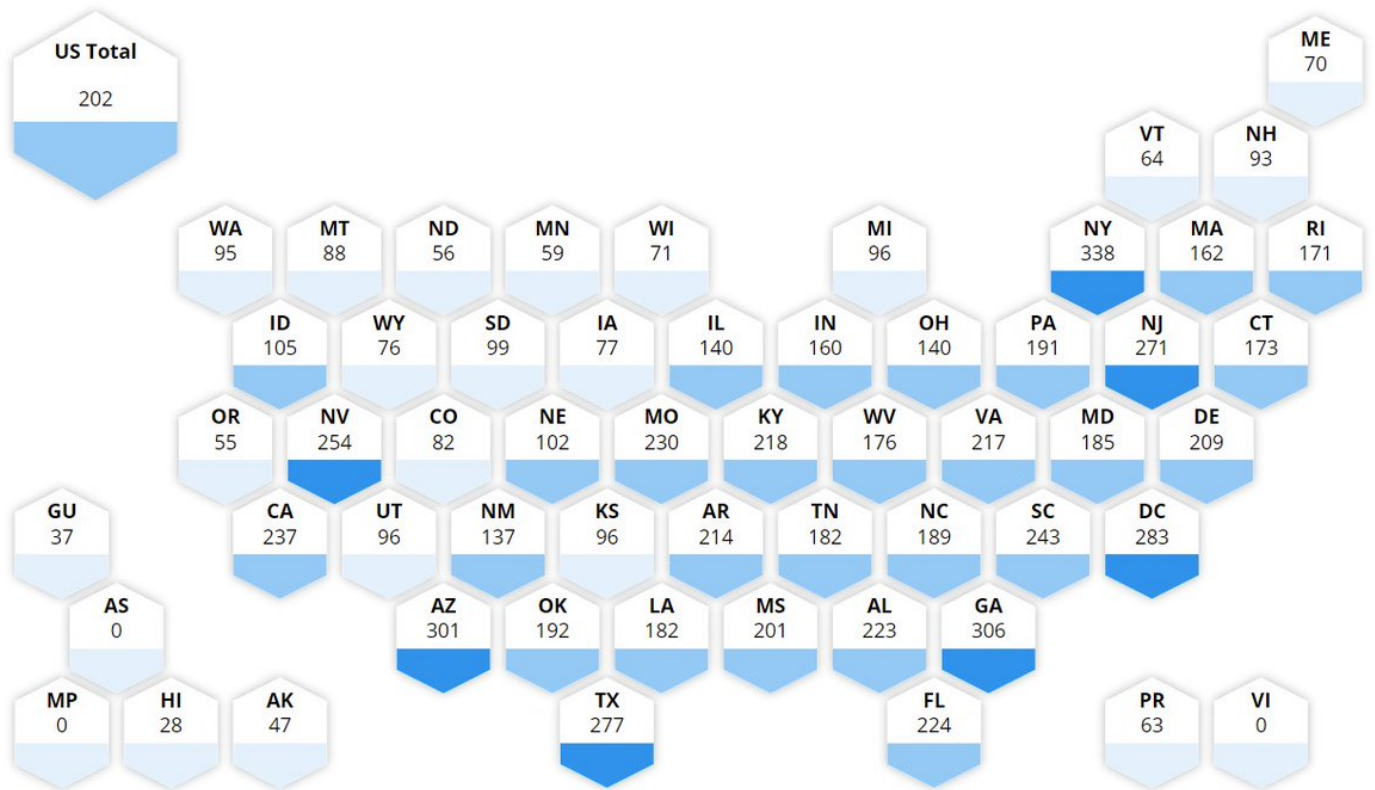 US Total
202
ME
70
VT
64
NH
93
WA
95
MT
88
ND
56
MN
59
WI
71
MI
96
NY
338
MA
162
RI
171
ID
105
WY
76
SD
99
IA
77
IL
140
IN
160
OH
140
PA
191
NJ
271
CT
173
OR
55
NV
254
CO
82
NE
102
MO
230
KY
218
WV
176
VA
217
MD
185
DE
209
GU
37
CA
237
UT
96
NM
137
KS
96
AR
214
TN
182
NC
189
SC
243
DC
283
AS
0
AZ
301
OK
192
LA
182
MS
201
AL
223
GA
306
MP
0
HI
28
AK
47
TX
277
FL
224
PR
63
VI
0